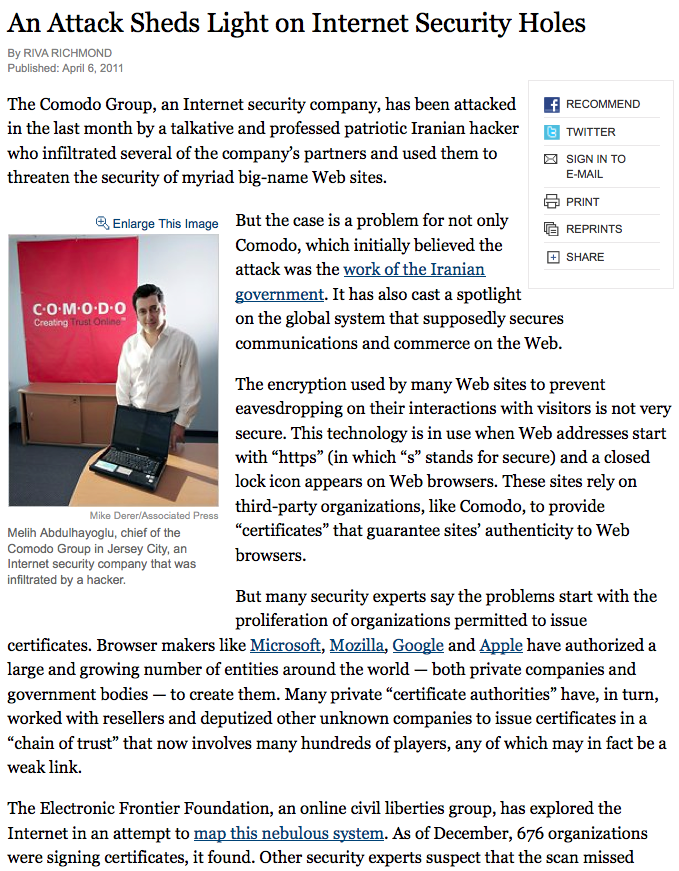 An Attack Sheds Light on Internet Security Holes
By RIVA RICHMOND
Published: April 6, 2011
The Comodo Group, an Internet security company, has been attacked
in the last month by a talkative and professed patriotic Iranian hacker
who infiltrated several of the company’s partners and used them to
threaten the security of myriad big-name Web sites.
RECOMMEND
TWITTER
SIGN IN TO
E-MAIL
PRINT
REPRINTS
SHARE
Enlarge This Image
C·O·M·O·D·O
Creating Trust Online
Mike Derer/Associated Press
Melih Abdulhayoglu, chief of the
Comodo Group in Jersey City, an
Internet security company that was
infiltrated by a hacker.
But the case is a problem for not only
Comodo, which initially believed the
attack was the work of the Iranian
government. It has also cast a spotlight
on the global system that supposedly secures
communications and commerce on the Web.
The encryption used by many Web sites to prevent
eavesdropping on their interactions with visitors is not very
secure. This technology is in use when Web addresses start
with “https” (in which “s” stands for secure) and a closed
lock icon appears on Web browsers. These sites rely on
third-party organizations, like Comodo, to provide
“certificates” that guarantee sites’ authenticity to Web
browsers.
But many security experts say the problems start with the
proliferation of organizations permitted to issue
certificates. Browser makers like Microsoft, Mozilla, Google and Apple have authorized a
large and growing number of entities around the world — both private companies and
government bodies — to create them. Many private “certificate authorities” have, in turn,
worked with resellers and deputized other unknown companies to issue certificates in a
“chain of trust” that now involves many hundreds of players, any of which may in fact be a
weak link.
The Electronic Frontier Foundation, an online civil liberties group, has explored the
Internet in an attempt to map this nebulous system. As of December, 676 organizations
were signing certificates, it found. Other security experts suspect that the scan missed